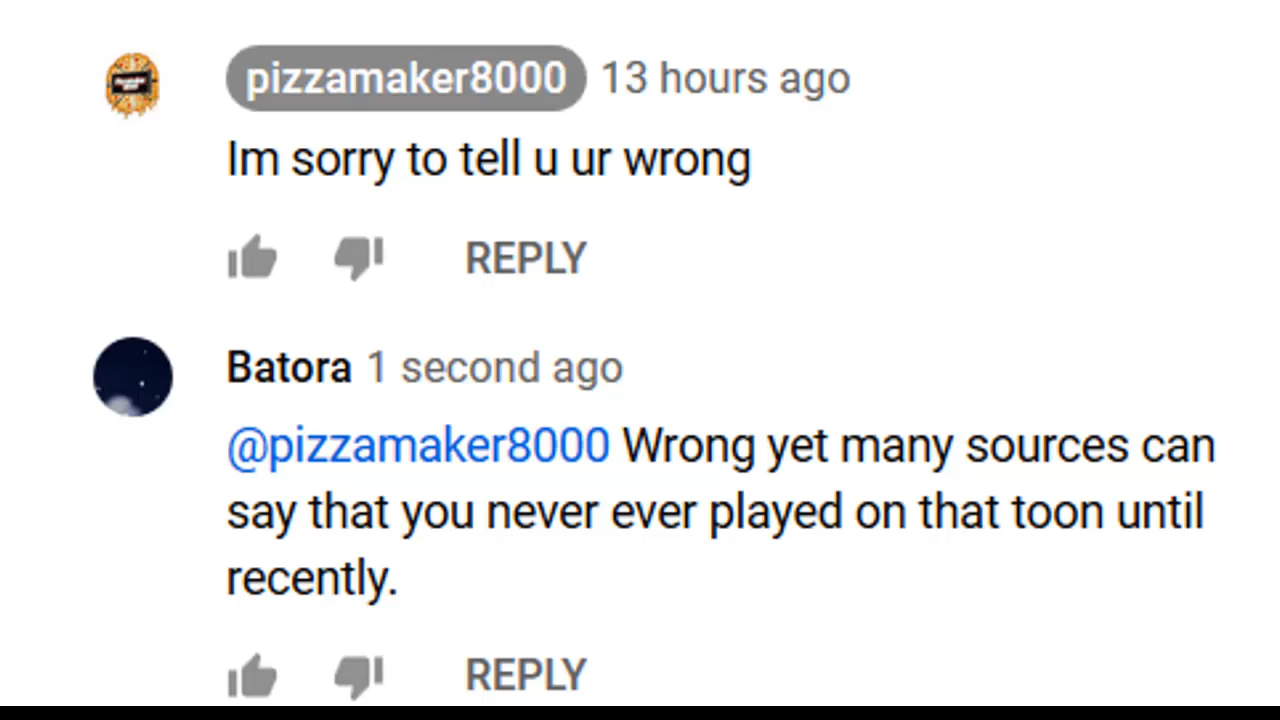 pizzamaker8000 13 hours ago
Im sorry to tell u ur wrong
REPLY
Batora 1 second ago
@pizzamaker8000 Wrong yet many sources can
say that you never ever played on that toon until
recently.
REPLY